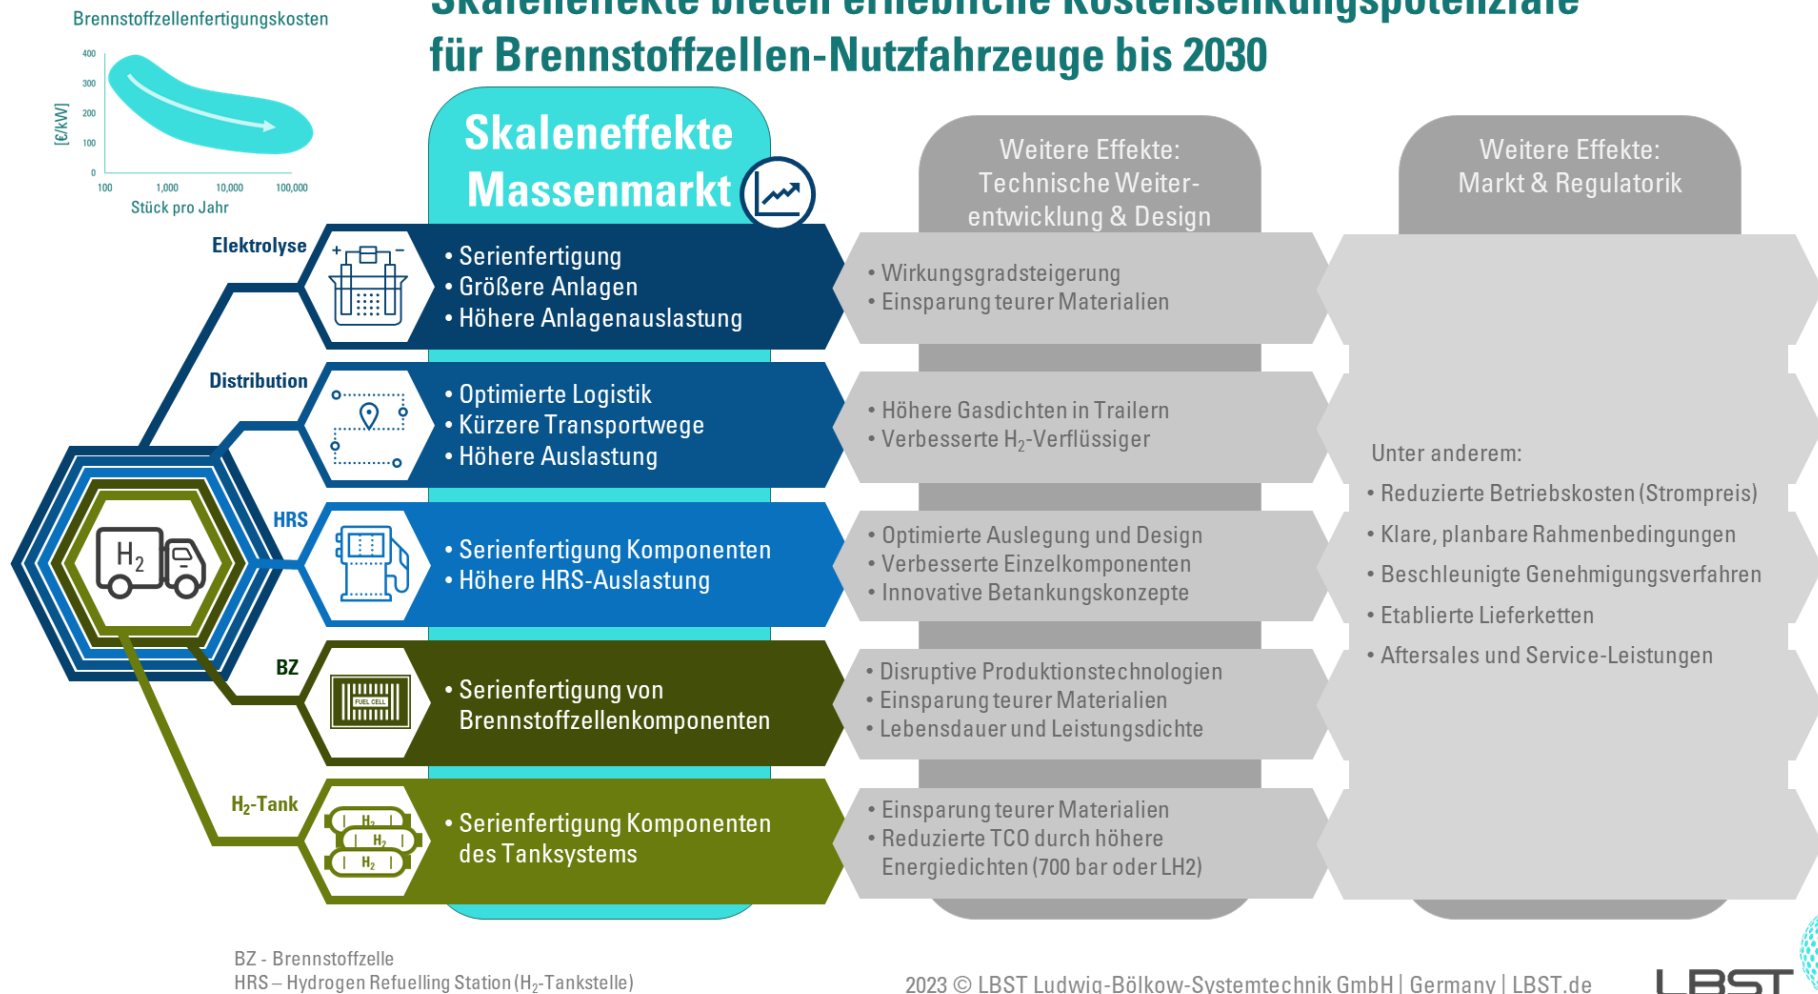 Skaleneffekte bieten erhebliche Kostensenkungspotenziale
für Brennstoffzellen-Nutzfahrzeuge bis 2030
Brennstoffzellenfertigungskosten
[€/kW]
400
300
200
100
0
100 1,000 10,000 100,000
Stück pro Jahr
Skaleneffekte
Massenmarkt
Weitere Effekte:
Technische Weiter-
entwicklung & Design
Weitere Effekte:
Markt & Regulatorik
Elektrolyse
+ −
• Serienfertigung
• Größere Anlagen
• Höhere Anlagenauslastung
• Wirkungsgradsteigerung
• Einsparung teurer Materialien
Distribution
• Optimierte Logistik
• Kürzere Transportwege
• Höhere Auslastung
• Höhere Gasdichten in Trailern
• Verbesserte H₂-Verflüssiger
HRS
• Serienfertigung Komponenten
• Höhere HRS-Auslastung
• Optimierte Auslegung und Design
• Verbesserte Einzelkomponenten
• Innovative Betankungskonzepte
H₂
BZ
FUEL CELL
• Serienfertigung von
Brennstoffzellenkomponenten
• Disruptive Produktionstechnologien
• Einsparung teurer Materialien
• Lebensdauer und Leistungsdichte
H₂-Tank
H₂
H₂
H₂
• Serienfertigung Komponenten
des Tanksystems
• Einsparung teurer Materialien
• Reduzierte TCO durch höhere
Energiedichten (700 bar oder LH2)
Unter anderem:
• Reduzierte Betriebskosten (Strompreis)
• Klare, planbare Rahmenbedingungen
• Beschleunigte Genehmigungsverfahren
• Etablierte Lieferketten
• Aftersales und Service-Leistungen
BZ - Brennstoffzelle
HRS – Hydrogen Refuelling Station (H₂-Tankstelle)
2023 © LBST Ludwig-Bölkow-Systemtechnik GmbH | Germany | LBST.de
LBST